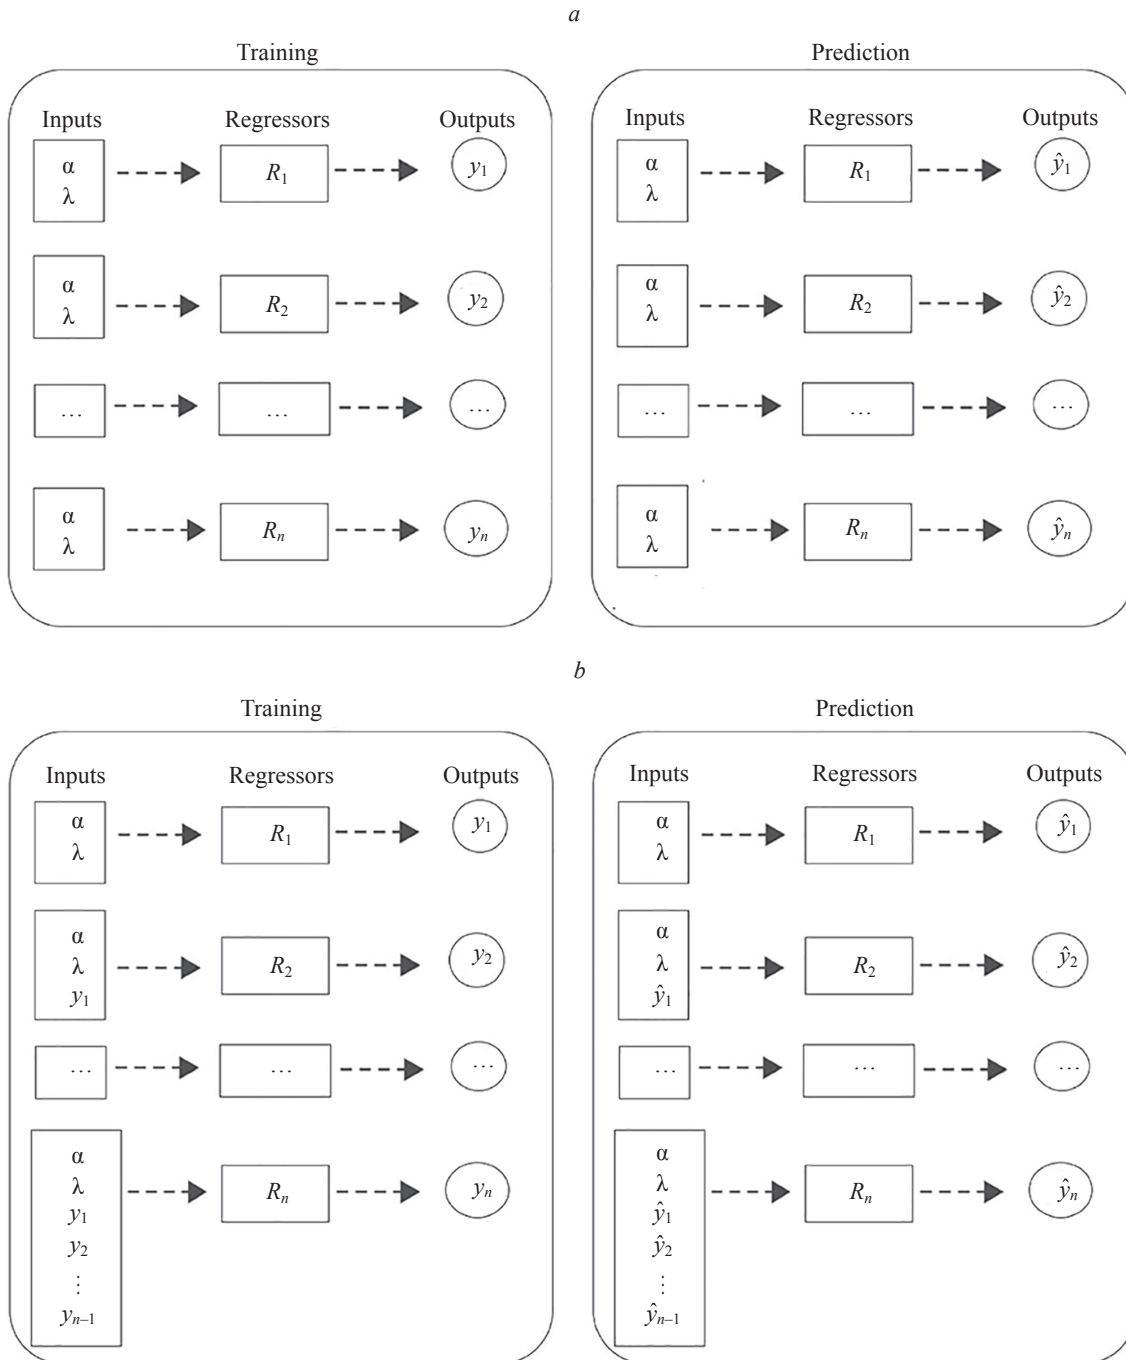 a
Training
Prediction
Inputs Regressors Outputs
Inputs Regressors Outputs
α
λ
R1
y1
α
λ
R1
ŷ1
α
λ
R2
y2
α
λ
R2
ŷ2
… … …
… … …
α
λ
Rn
yn
α
λ
Rn
ŷn
b
Training
Prediction
Inputs Regressors Outputs
Inputs Regressors Outputs
α
λ
R1
y1
α
λ
R1
ŷ1
α
λ
y1
R2
y2
α
λ
ŷ1
R2
ŷ2
… … …
… … …
α
λ
y1
y2
⋮
yn–1
Rn
yn
α
λ
ŷ1
ŷ2
⋮
ŷn–1
Rn
ŷn